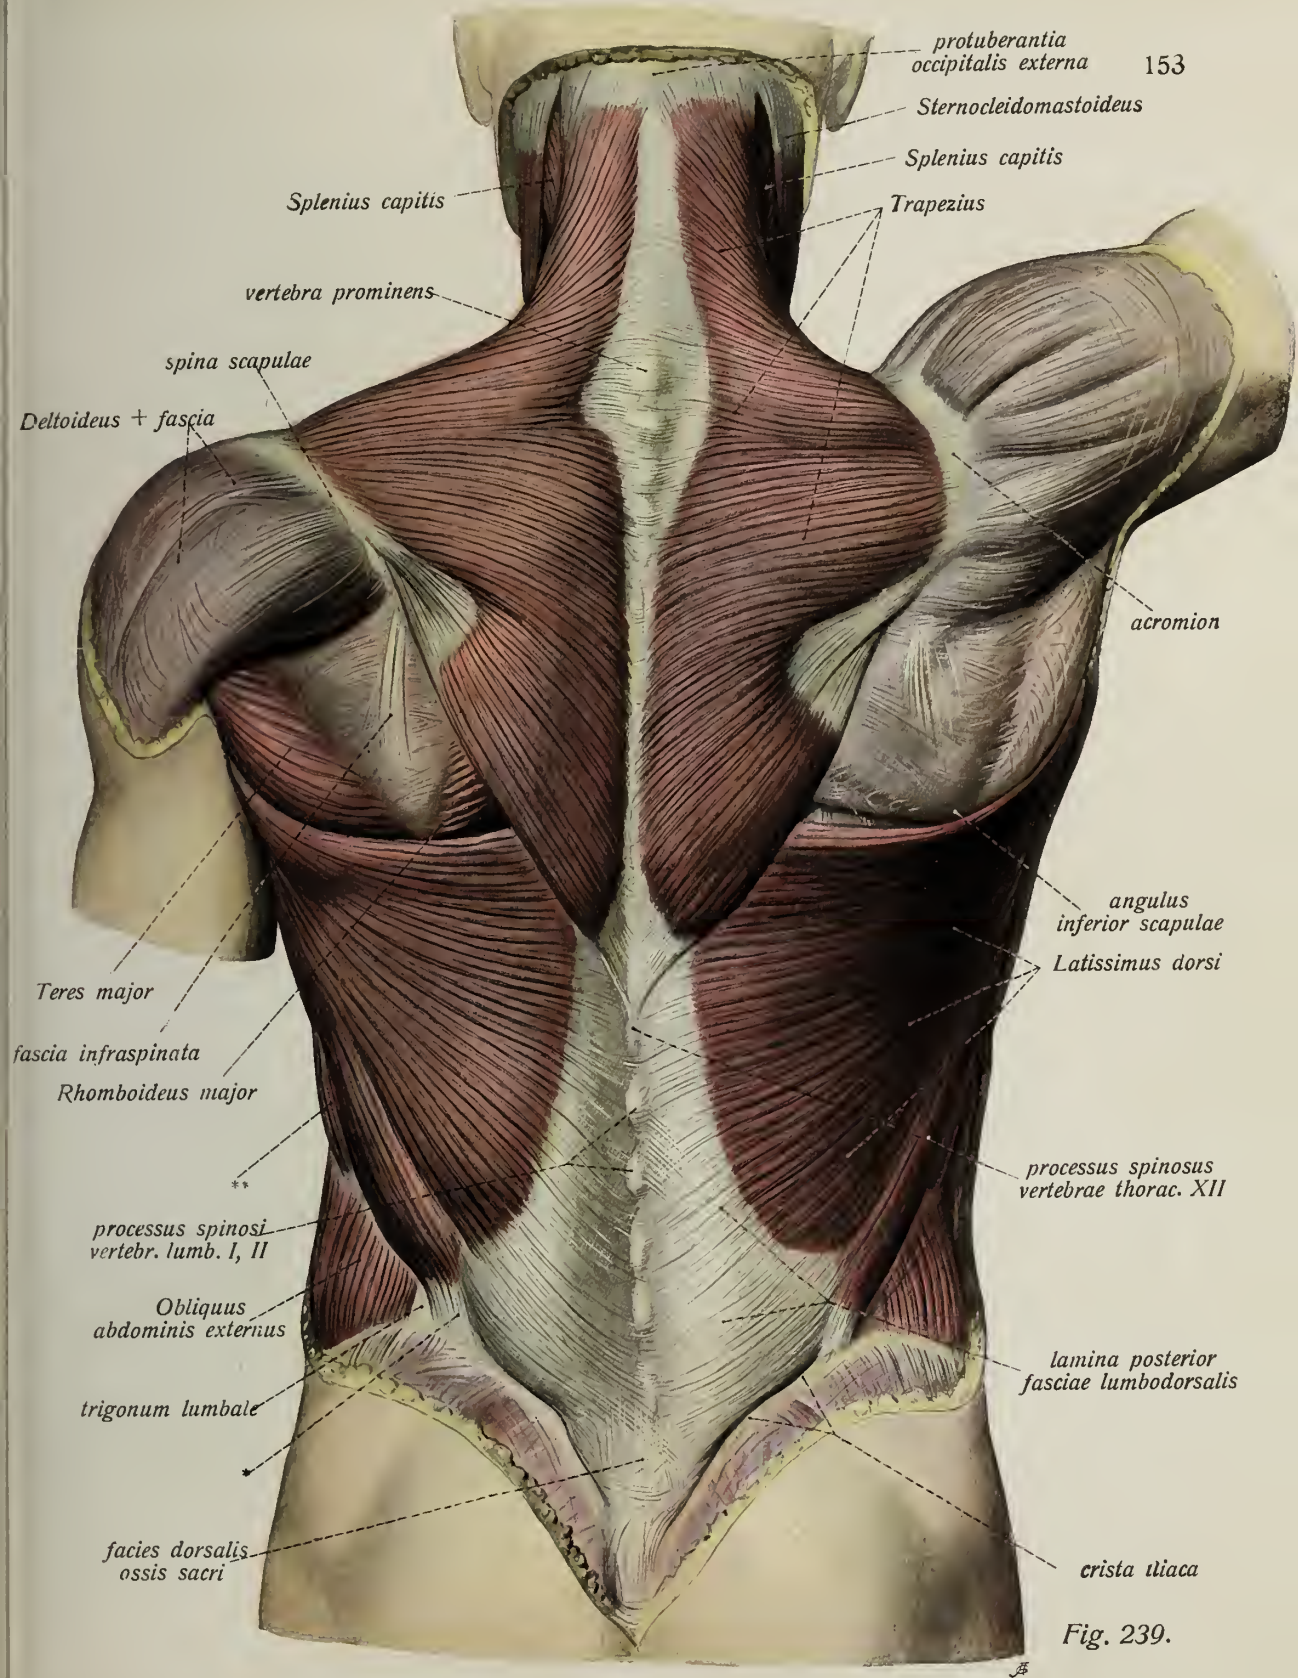 protuberantia
occipitalis externa
153
Sternocleidomastoideus
Splenius capitis
Splenius capitis
Trapezius
vertebra prominens
spina scapulae
Deltoideus + fascia
acromion
angulus
inferior scapulae
Latissimus dorsi
Teres major
fascia infraspinata
Rhomboideus major
**
processus spinosus
vertebrae thorac. XII
processus spinosi
vertebr. lumb. I, II
Obliquus
abdominis externus
lamina posterior
fasciae lumbodorsalis
trigonum lumbale
*
facies dorsalis
ossis sacri
crista iliaca
Fig. 239.